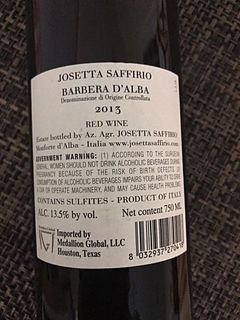 JOSETTA SAFFIRIO
BARBERA D'ALBA
Denominazione di Origine Controllata
2013
RED WINE
Estate bottled by Az. Agr. JOSETTA SAFFIRIO
Monforte d'Alba - Italia www.josettasaffirio.com
GOVERNMENT WARNING: (1) ACCORDING TO THE SURGEON
GENERAL, WOMEN SHOULD NOT DRINK ALCOHOLIC BEVERAGES DURING
PREGNANCY BECAUSE OF THE RISK OF BIRTH DEFECTS. (2)
CONSUMPTION OF ALCOHOLIC BEVERAGES IMPAIRS YOUR ABILITY TO DRIVE
A CAR OR OPERATE MACHINERY, AND MAY CAUSE HEALTH PROBLEMS.
CONTAINS SULFITES - PRODUCT OF ITALY
ALC. 13.5% by vol. Net content 750 ML
Imported by
Medallion Global, LLC
Houston, Texas
8 032937 270418